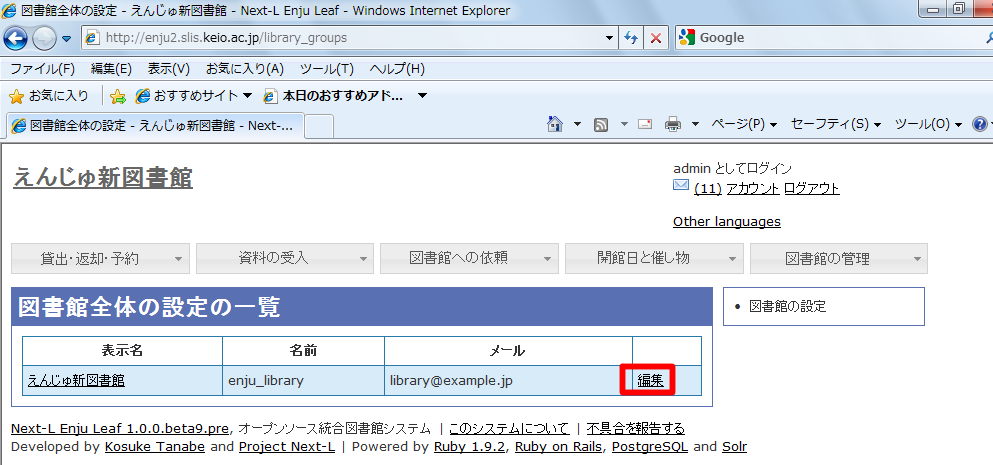 図書館全体の設定 - えんじゅ新図書館 - Next-L Enju Leaf - Windows Internet Explorer
http://enju2.slis.keio.ac.jp/library_groups
Google
ファイル(F) 編集(E) 表示(V) お気に入り(A) ツール(T) ヘルプ(H)
お気に入り おすすめサイト 本日のおすすめアド...
図書館全体の設定 - えんじゅ新図書館 - Next-... ページ(P) セーフティ(S) ツール(O)
えんじゅ新図書館
admin としてログイン
(11) アカウント ログアウト
Other languages
貸出・返却・予約 資料の受入 図書館への依頼 開館日と催し物 図書館の管理
図書館全体の設定の一覧
• 図書館の設定
表示名 名前 メール
えんじゅ新図書館 enju_library library@example.jp 編集
Next-L Enju Leaf 1.0.0.beta9.pre, オープンソース統合図書館システム | このシステムについて | 不具合を報告する
Developed by Kosuke Tanabe and Project Next-L | Powered by Ruby 1.9.2, Ruby on Rails, PostgreSQL and Solr